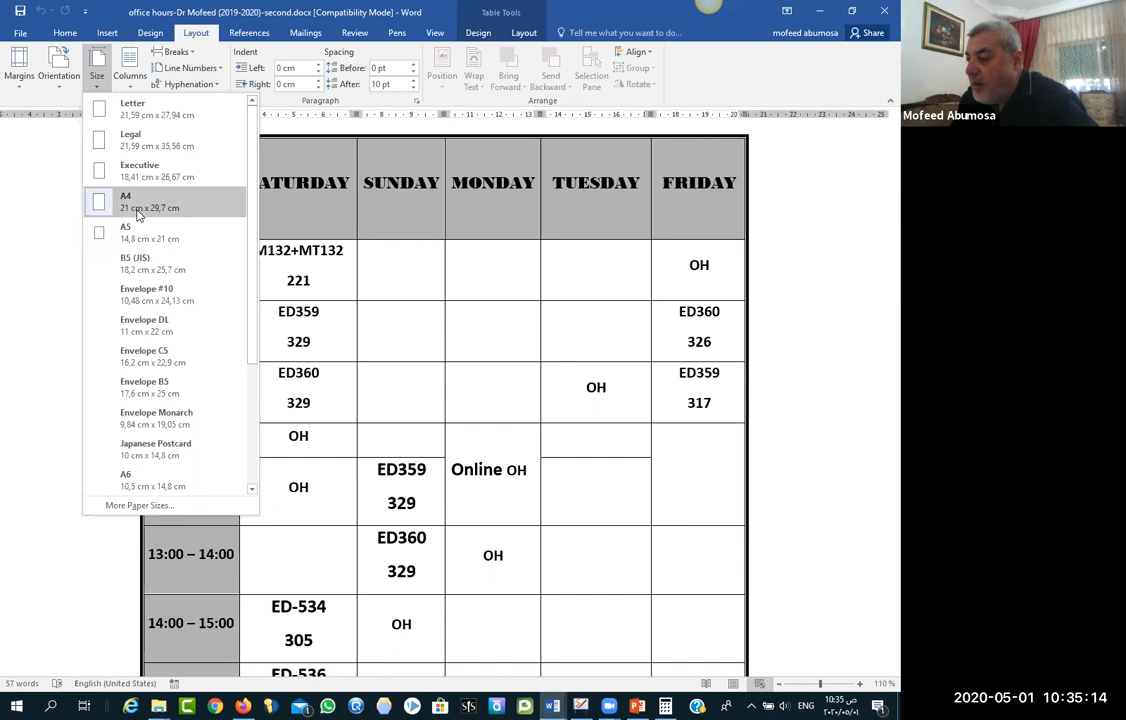 office hours-Dr Mofeed (2019-2020)-second.docx [Compatibility Mode] - Word
Table Tools
File
Home
Insert
Design
Layout
References
Mailings
Review
Pens
View
Design
Layout
Tell me what you want to do...
mofeed abumosa
Share
Margins
Orientation
Size
Columns
Breaks
Line Numbers
Hyphenation
Indent
Left: 0 cm
Right: 0 cm
Spacing
Before: 0 pt
After: 10 pt
Paragraph
Position
Wrap Text
Bring Forward
Send Backward
Selection Pane
Align
Group
Rotate
Arrange
Mofeed Abumosa
Letter
21,59 cm x 27,94 cm
Legal
21,59 cm x 35,56 cm
Executive
18,41 cm x 26,67 cm
A4
21 cm x 29,7 cm
A5
14,8 cm x 21 cm
B5 (JIS)
18,2 cm x 25,7 cm
Envelope #10
10,48 cm x 24,13 cm
Envelope DL
11 cm x 22 cm
Envelope C5
16,2 cm x 22,9 cm
Envelope B5
17,6 cm x 25 cm
Envelope Monarch
9,84 cm x 19,05 cm
Japanese Postcard
10 cm x 14,8 cm
A6
10,5 cm x 14,8 cm
More Paper Sizes...
ATURDAY SUNDAY MONDAY TUESDAY FRIDAY
M132+MT132
221
OH
ED359
329
ED360
326
ED360
329
OH
ED359
317
OH
OH
ED359
329
Online OH
13:00 – 14:00
ED360
329
OH
14:00 – 15:00
ED-534
305
OH
ED-536
57 words
English (United States)
110 %
ENG
10:35 ص
٢٠٢٠/٠٥/٠١
2020-05-01 10:35:14